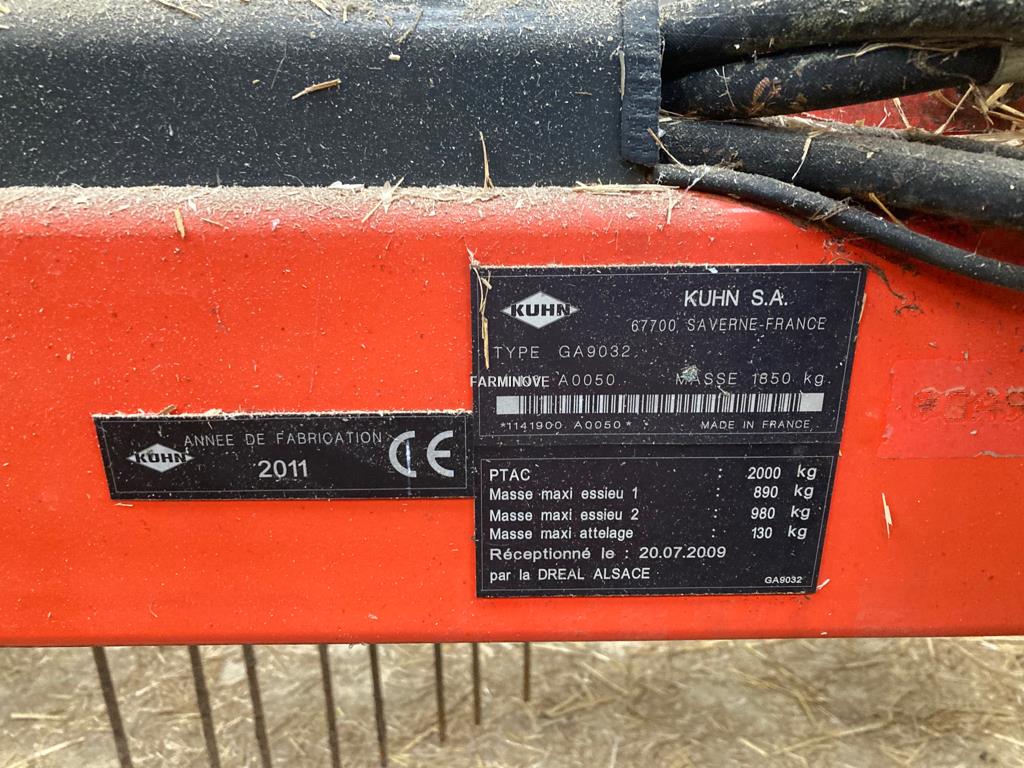 KUHN
KUHN S.A.
67700 SAVERNE-FRANCE
TYPE GA9032
FARMINOVE A0050 MASSE 1850 kg
*1141900 A0050* MADE IN FRANCE
KUHN
ANNEE DE FABRICATION
2011
CE
PTAC : 2000 kg
Masse maxi essieu 1 : 890 kg
Masse maxi essieu 2 : 980 kg
Masse maxi attelage : 130 kg
Réceptionné le : 20.07.2009
par la DREAL ALSACE
GA9032